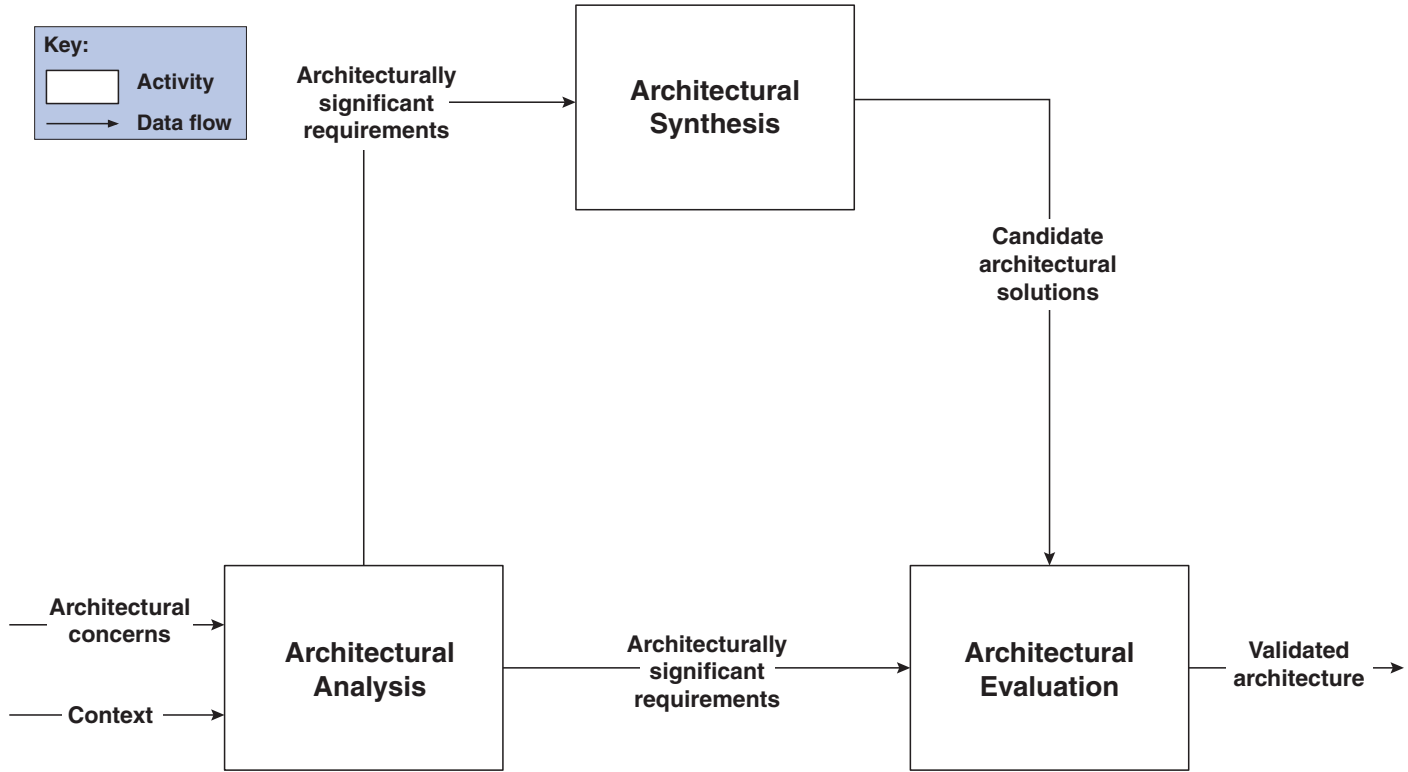 Key:
Activity
Data flow
Architecturally
significant
requirements
Architectural
Synthesis
Candidate
architectural
solutions
Architectural
concerns
Context
Architectural
Analysis
Architecturally
significant
requirements
Architectural
Evaluation
Validated
architecture